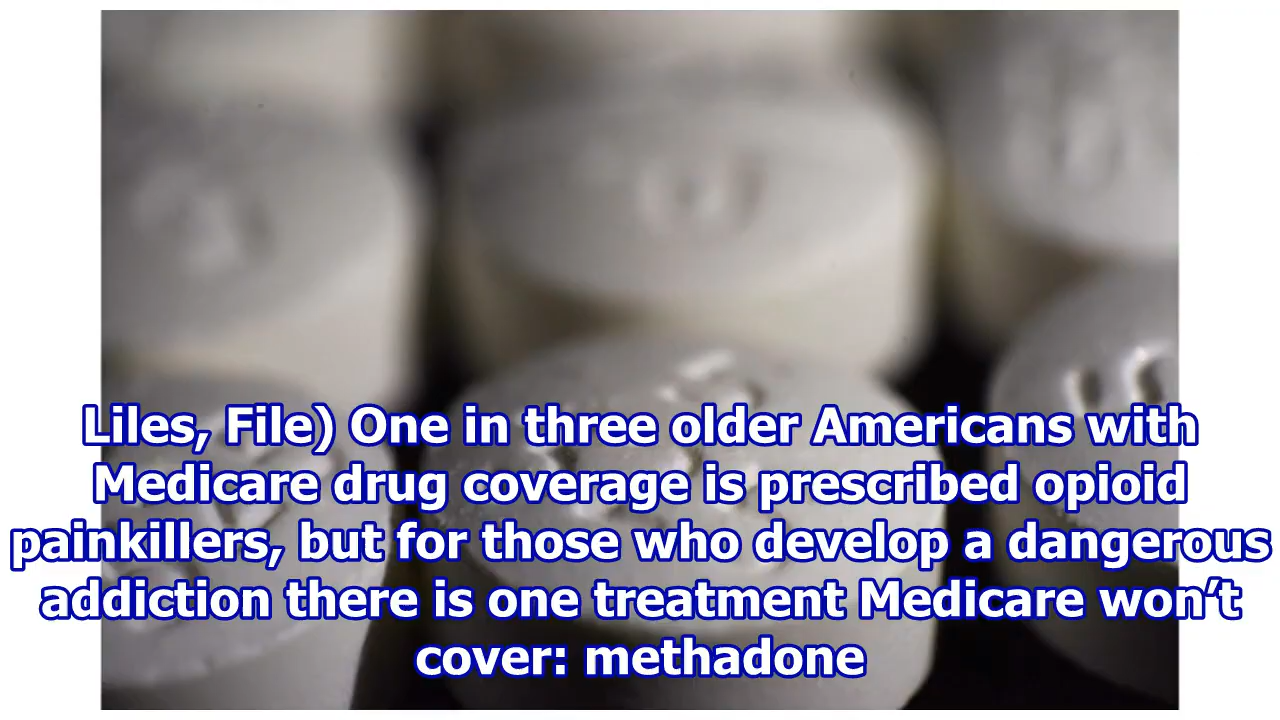 Liles, File) One in three older Americans with
Medicare drug coverage is prescribed opioid
painkillers, but for those who develop a dangerous
addiction there is one treatment Medicare won’t
cover: methadone